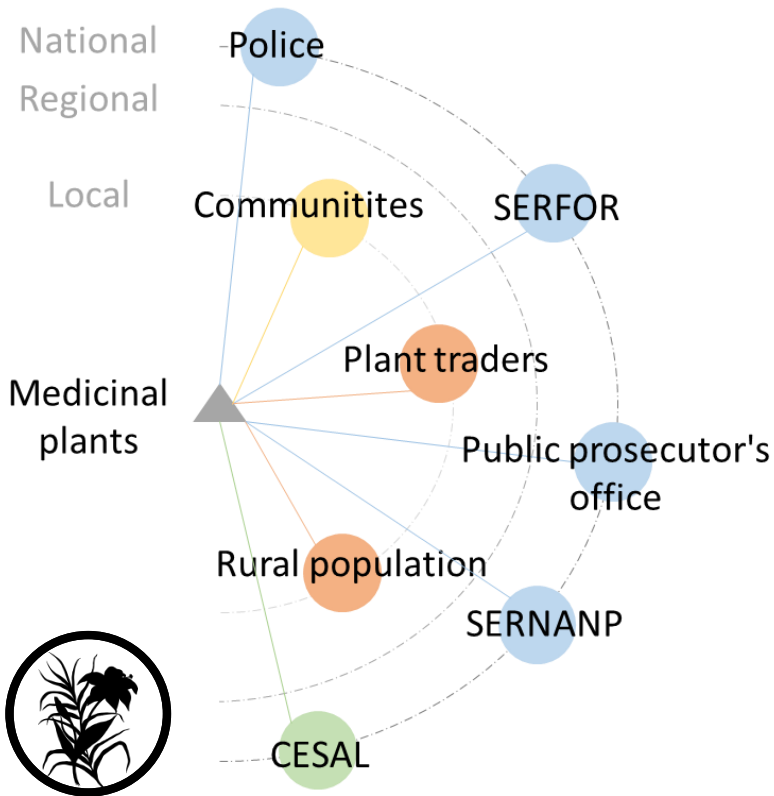 National
Police
Regional
Local
Communitites
SERFOR
Plant traders
Medicinal
plants
Public prosecutor's
office
Rural population
SERNANP
CESAL